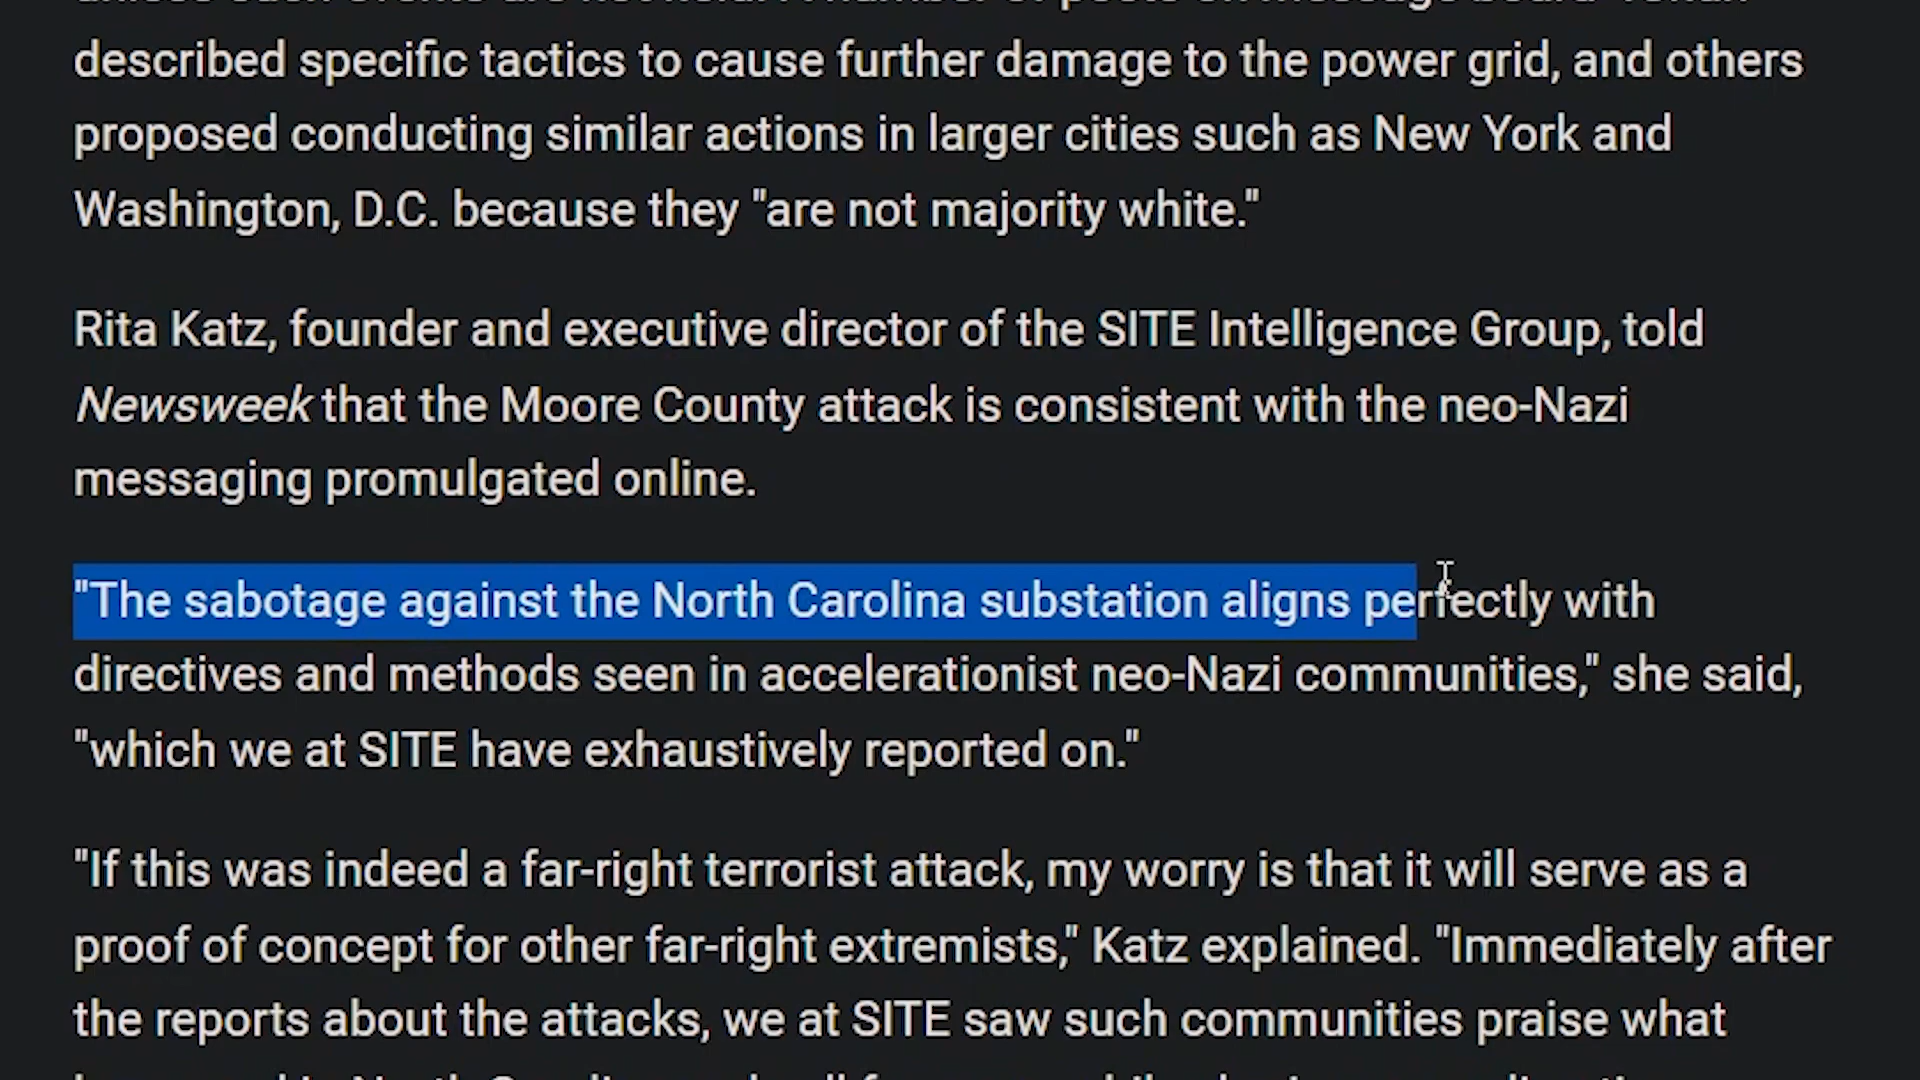 described specific tactics to cause further damage to the power grid, and others
proposed conducting similar actions in larger cities such as New York and
Washington, D.C. because they "are not majority white."
Rita Katz, founder and executive director of the SITE Intelligence Group, told
Newsweek that the Moore County attack is consistent with the neo-Nazi
messaging promulgated online.
"The sabotage against the North Carolina substation aligns perfectly with
directives and methods seen in accelerationist neo-Nazi communities," she said,
"which we at SITE have exhaustively reported on."
"If this was indeed a far-right terrorist attack, my worry is that it will serve as a
proof of concept for other far-right extremists," Katz explained. "Immediately after
the reports about the attacks, we at SITE saw such communities praise what